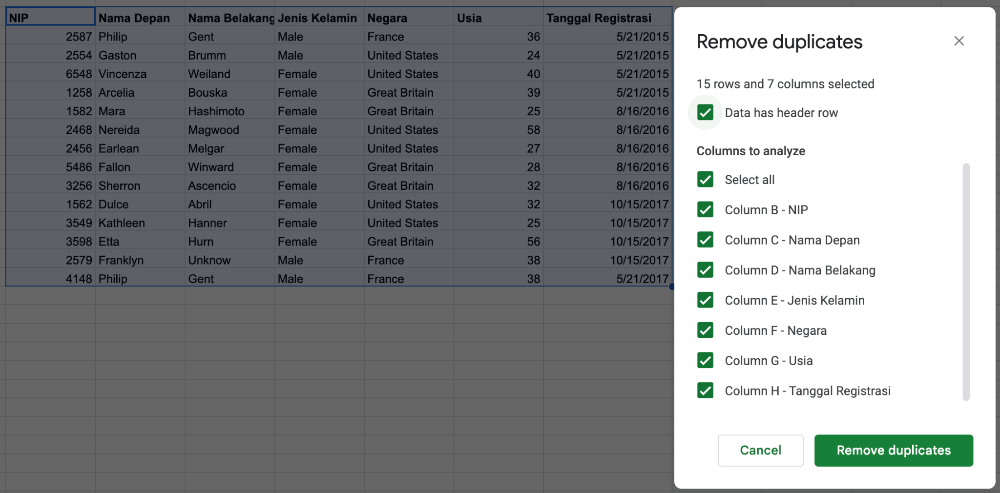 NIP Nama Depan Nama Belakang Jenis Kelamin Negara Usia Tanggal Registrasi
2587 Philip Gent Male France 36 5/21/2015
2554 Gaston Brumm Male United States 24 5/21/2015
6548 Vincenza Weiland Female United States 40 5/21/2015
1258 Arcelia Bouska Female Great Britain 39 5/21/2015
1582 Mara Hashimoto Female Great Britain 25 8/16/2016
2468 Nereida Magwood Female United States 58 8/16/2016
2456 Earlean Melgar Female United States 27 8/16/2016
5486 Fallon Winward Female Great Britain 28 8/16/2016
3256 Sherron Ascencio Female Great Britain 32 8/16/2016
1562 Dulce Abril Female United States 32 10/15/2017
3549 Kathleen Hanner Female United States 25 10/15/2017
3598 Etta Hurn Female Great Britain 56 10/15/2017
2579 Franklyn Unknow Male France 38 10/15/2017
4148 Philip Gent Male France 38 5/21/2017
Remove duplicates
15 rows and 7 columns selected
Data has header row
Columns to analyze
Select all
Column B - NIP
Column C - Nama Depan
Column D - Nama Belakang
Column E - Jenis Kelamin
Column F - Negara
Column G - Usia
Column H - Tanggal Registrasi
Cancel Remove duplicates